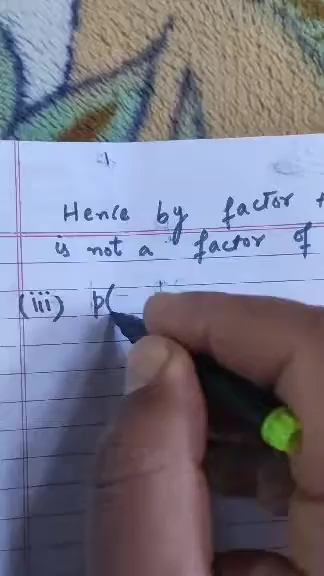 Hence by factor
is not a factor of
(iii) p(